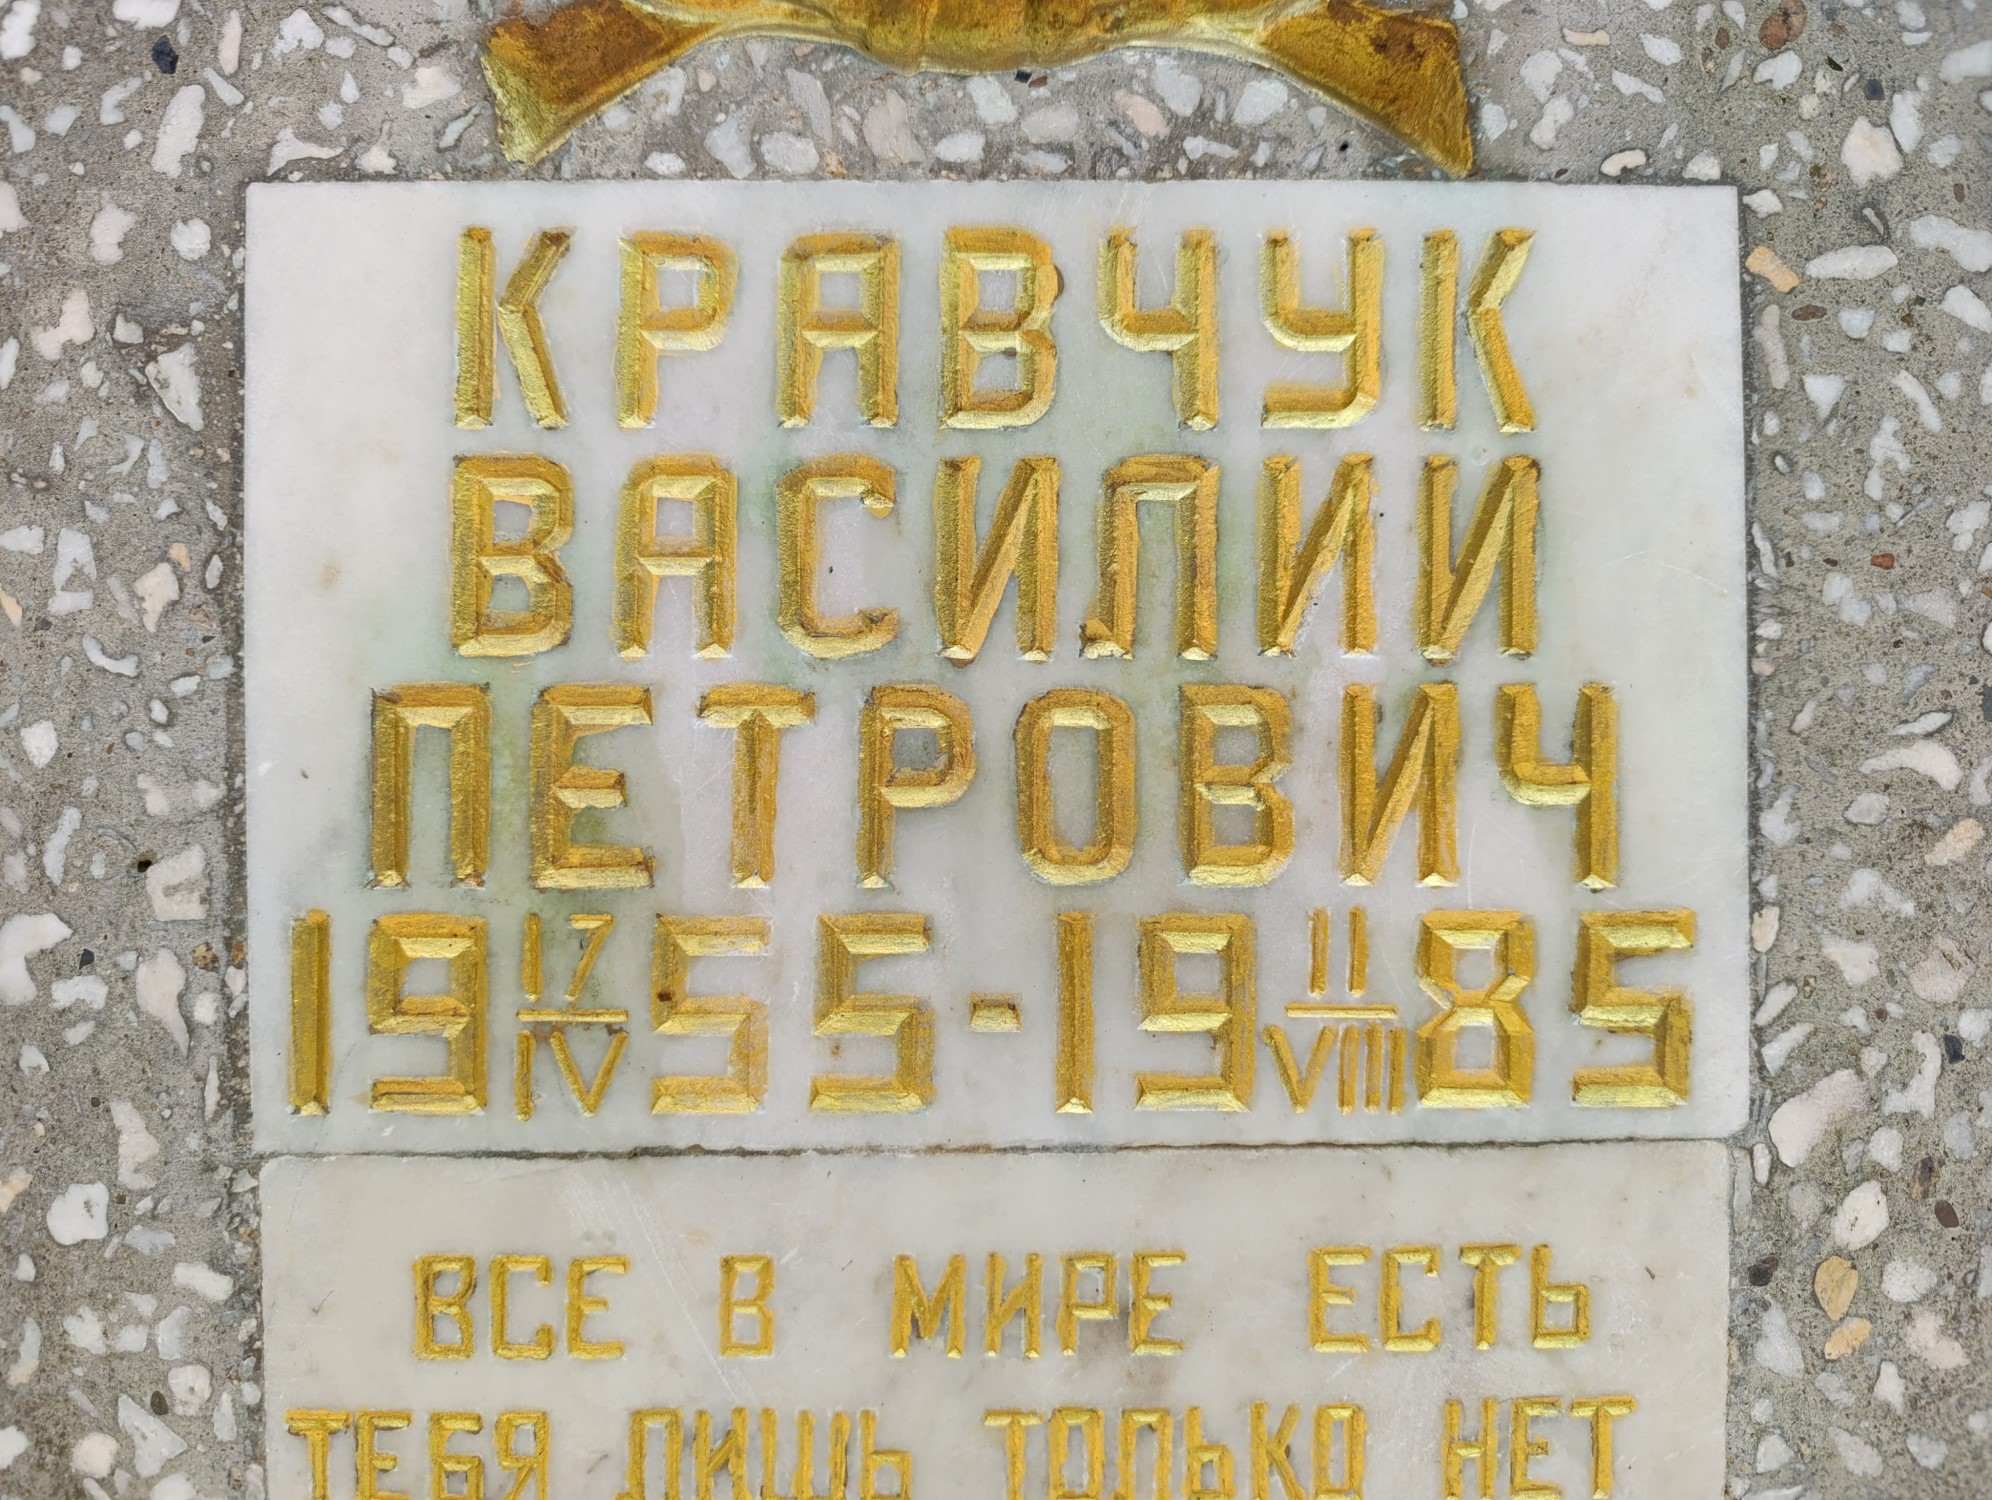 КРАВЧУК
ВАСИЛИИ
ПЕТРОВИЧ
19 17/IV 55-19 11/VIII 85
ВСЕ В МИРЕ ЕСТЬ
ТЕБЯ ЛИШЬ ТОЛЬКО НЕТ